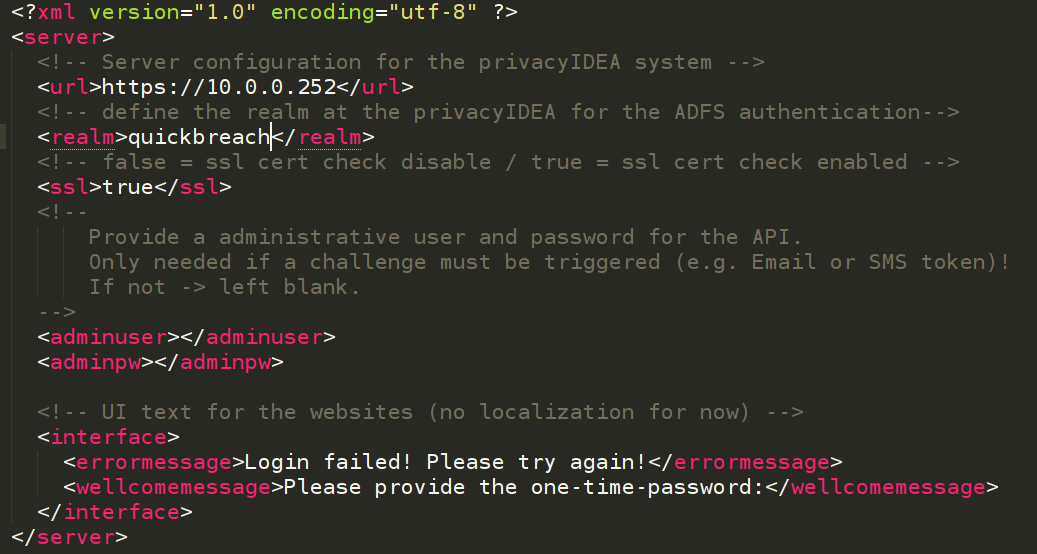 <?xml version="1.0" encoding="utf-8" ?>
<server>
<!-- Server configuration for the privacyIDEA system -->
<url>https://10.0.0.252</url>
<!-- define the realm at the privacyIDEA for the ADFS authentication-->
<realm>quickbreach</realm>
<!-- false = ssl cert check disable / true = ssl cert check enabled -->
<ssl>true</ssl>
<!--
Provide a administrative user and password for the API.
Only needed if a challenge must be triggered (e.g. Email or SMS token)!
If not -> left blank.
-->
<adminuser></adminuser>
<adminpw></adminpw>
<!-- UI text for the websites (no localization for now) -->
<interface>
<errormessage>Login failed! Please try again!</errormessage>
<wellcomemessage>Please provide the one-time-password:</wellcomemessage>
</interface>
</server>